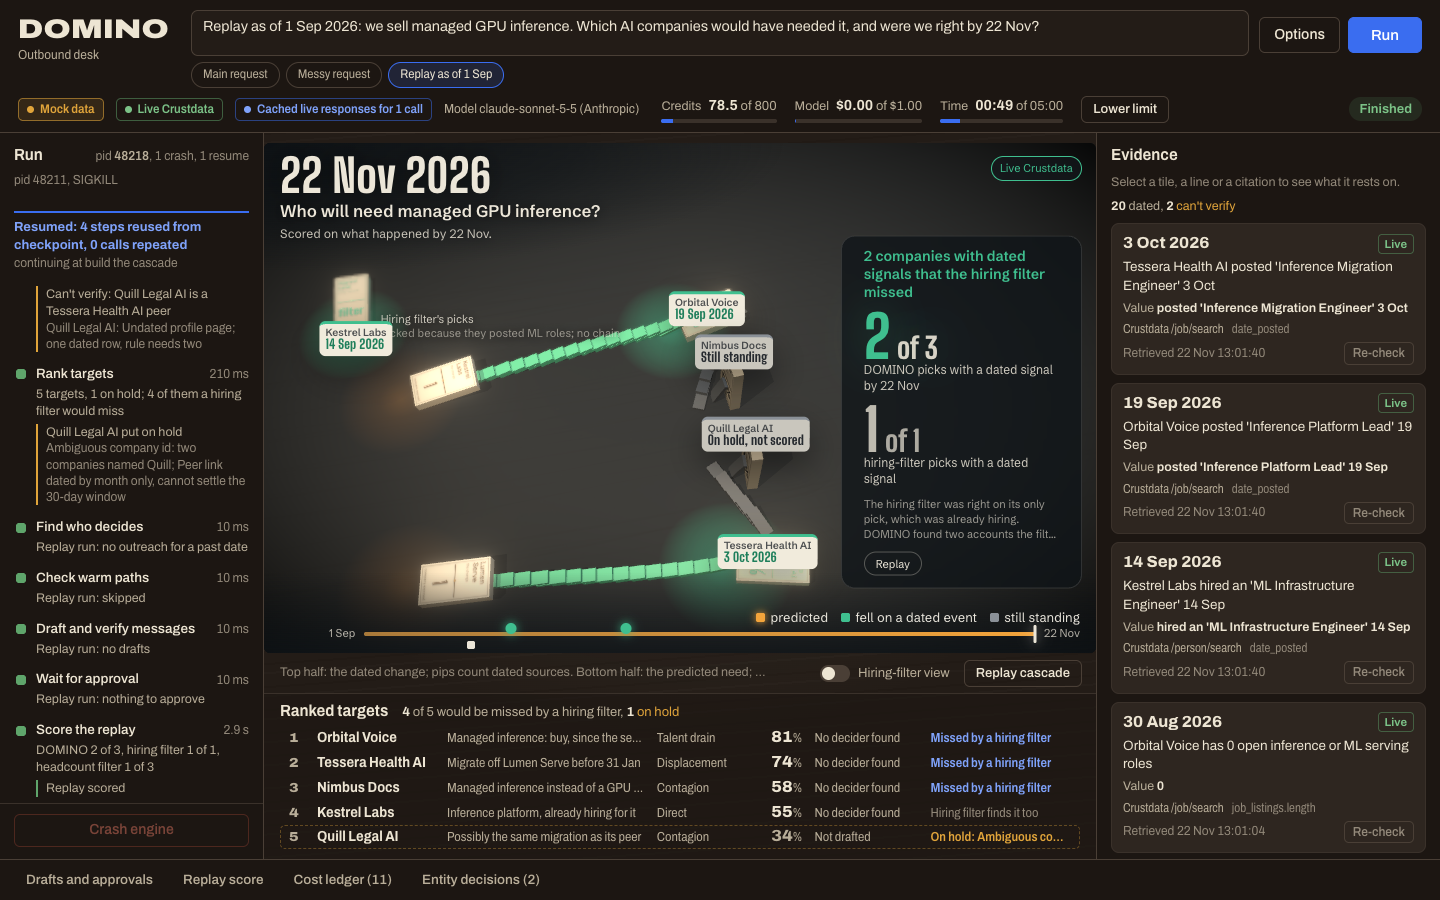 DOMINO
Outbound desk
Replay as of 1 Sep 2026: we sell managed GPU inference. Which AI companies would have needed it, and were we right by 22 Nov?
Options
Run
Main request
Messy request
Replay as of 1 Sep
Mock data
Live Crustdata
Cached live responses for 1 call
Model claude-sonnet-5-5 (Anthropic)
Credits 78.5 of 800
Model $0.00 of $1.00
Time 00:49 of 05:00
Lower limit
Finished
Run
pid 48218, 1 crash, 1 resume
pid 48211, SIGKILL
Resumed: 4 steps reused from
checkpoint, 0 calls repeated
continuing at build the cascade
Can't verify: Quill Legal AI is a
Tessera Health AI peer
Quill Legal AI: Undated profile page;
one dated row, rule needs two
Rank targets 210 ms
5 targets, 1 on hold; 4 of them a hiring
filter would miss
Quill Legal AI put on hold
Ambiguous company id: two
companies named Quill; Peer link
dated by month only, cannot settle the
30-day window
Find who decides 10 ms
Replay run: no outreach for a past date
Check warm paths 10 ms
Replay run: skipped
Draft and verify messages 10 ms
Replay run: no drafts
Wait for approval 10 ms
Replay run: nothing to approve
Score the replay 2.9 s
DOMINO 2 of 3, hiring filter 1 of 1,
headcount filter 1 of 3
Replay scored
Crash engine
22 Nov 2026
Who will need managed GPU inference?
Scored on what happened by 22 Nov.
Live Crustdata
Hiring filter's picks
because they posted ML roles; no chain
Kestrel Labs
14 Sep 2026
Orbital Voice
19 Sep 2026
Nimbus Docs
Still standing
Quill Legal AI
On hold, not scored
Tessera Health AI
3 Oct 2026
2 companies with dated
signals that the hiring filter
missed
2 of 3
DOMINO picks with a dated signal
by 22 Nov
1 of 1
hiring-filter picks with a dated
signal
The hiring filter was right on its only
pick, which was already hiring.
DOMINO found two accounts the filt...
Replay
predicted
fell on a dated event
still standing
1 Sep
22 Nov
Top half: the dated change; pips count dated sources. Bottom half: the predicted need; ...
Hiring-filter view
Replay cascade
Ranked targets 4 of 5 would be missed by a hiring filter, 1 on hold
1 Orbital Voice Managed inference: buy, since the se... Talent drain 81% No decider found Missed by a hiring filter
2 Tessera Health AI Migrate off Lumen Serve before 31 Jan Displacement 74% No decider found Missed by a hiring filter
3 Nimbus Docs Managed inference instead of a GPU ... Contagion 58% No decider found Missed by a hiring filter
4 Kestrel Labs Inference platform, already hiring for it Direct 55% No decider found Hiring filter finds it too
5 Quill Legal AI Possibly the same migration as its peer Contagion 34% Not drafted On hold: Ambiguous co...
Evidence
Select a tile, a line or a citation to see what it rests on.
20 dated, 2 can't verify
3 Oct 2026 Live
Tessera Health AI posted 'Inference Migration
Engineer' 3 Oct
Value posted 'Inference Migration Engineer' 3 Oct
Crustdata /job/search date_posted
Retrieved 22 Nov 13:01:40 Re-check
19 Sep 2026 Live
Orbital Voice posted 'Inference Platform Lead' 19
Sep
Value posted 'Inference Platform Lead' 19 Sep
Crustdata /job/search date_posted
Retrieved 22 Nov 13:01:40 Re-check
14 Sep 2026 Live
Kestrel Labs hired an 'ML Infrastructure
Engineer' 14 Sep
Value hired an 'ML Infrastructure Engineer' 14 Sep
Crustdata /person/search date_posted
Retrieved 22 Nov 13:01:40 Re-check
30 Aug 2026 Live
Orbital Voice has 0 open inference or ML serving
roles
Value 0
Crustdata /job/search job_listings.length
Retrieved 22 Nov 13:01:04 Re-check
Drafts and approvals
Replay score
Cost ledger (11)
Entity decisions (2)